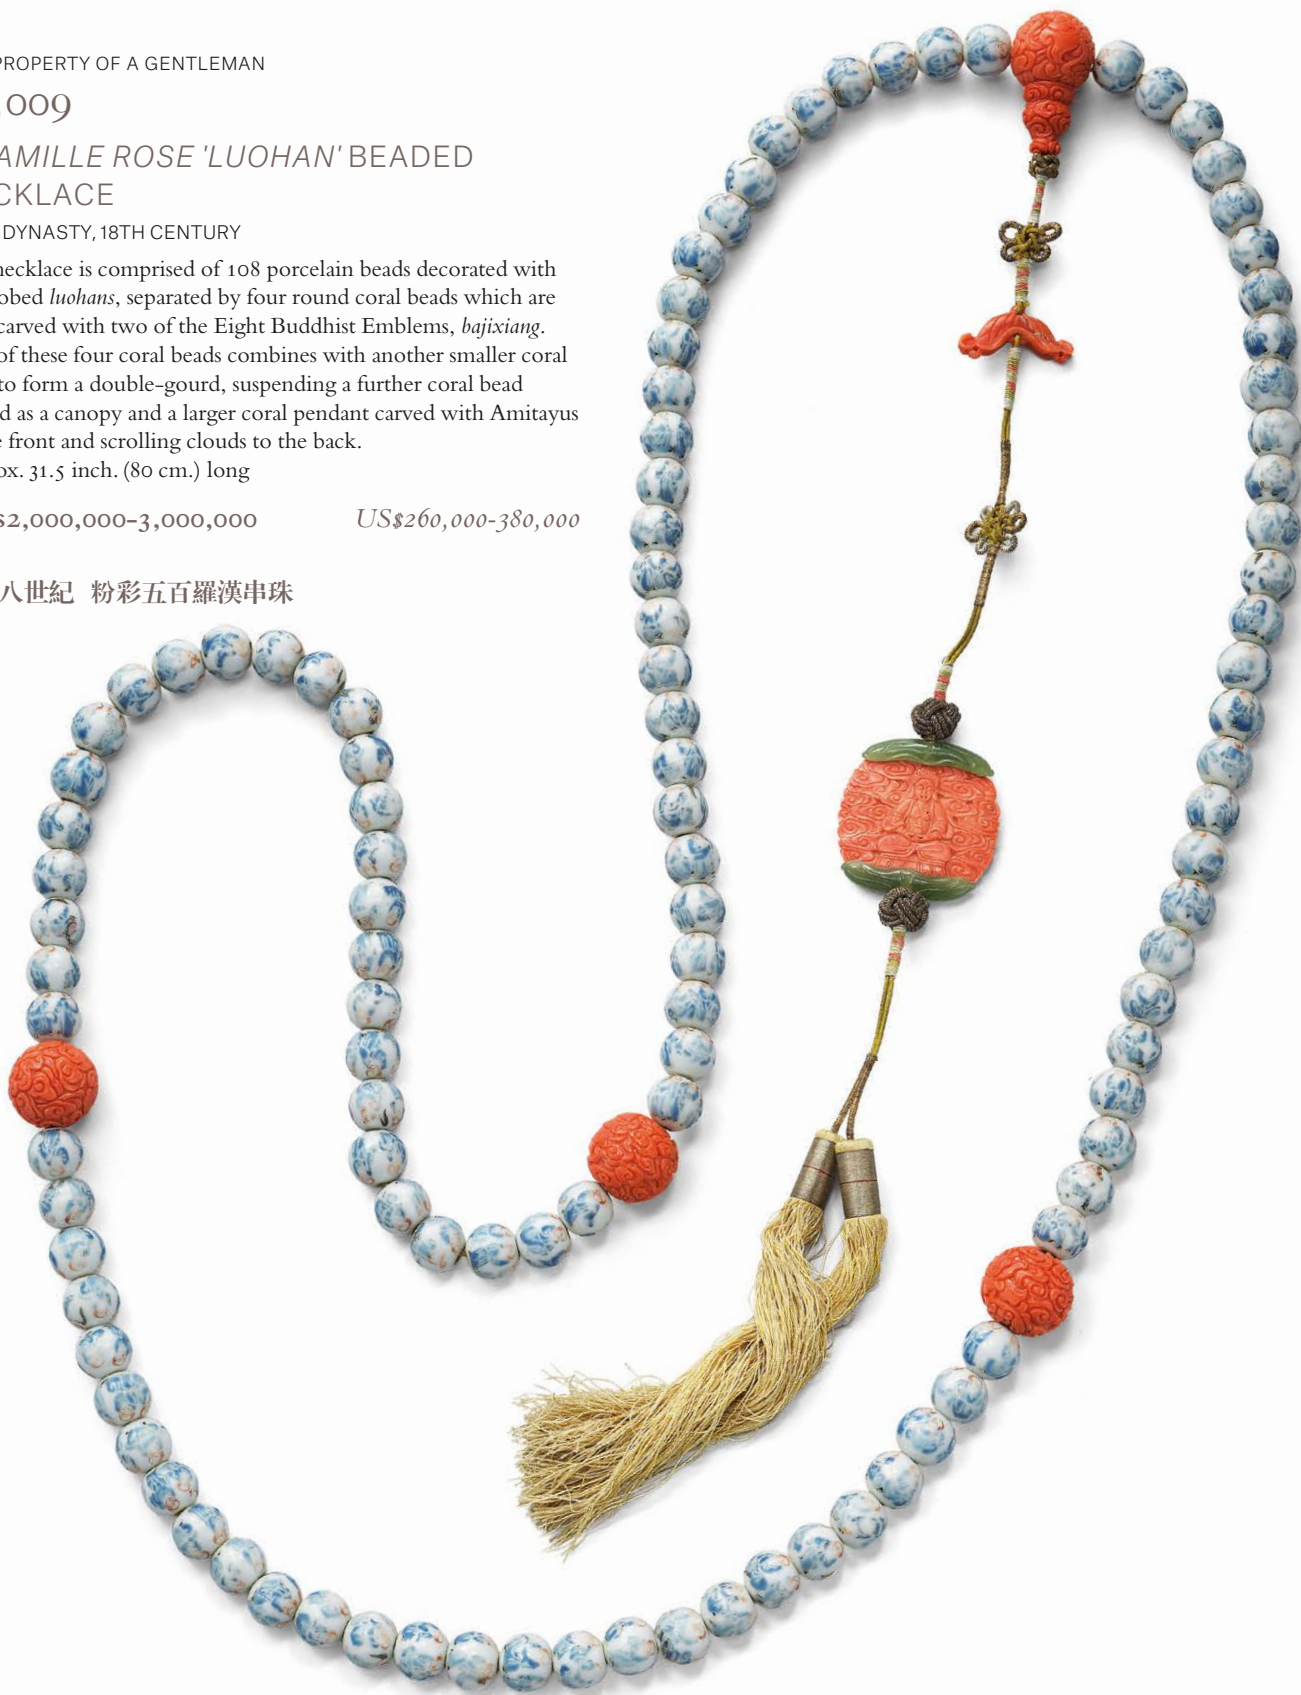 PROPERTY OF A GENTLEMAN
009
AMILLE ROSE 'LUOHAN' BEADED
CKLACE
DYNASTY, 18TH CENTURY
necklace is comprised of 108 porcelain beads decorated with
obed luohans, separated by four round coral beads which are
carved with two of the Eight Buddhist Emblems, bajixiang.
of these four coral beads combines with another smaller coral
to form a double-gourd, suspending a further coral bead
d as a canopy and a larger coral pendant carved with Amitayus
e front and scrolling clouds to the back.
ox. 31.5 inch. (80 cm.) long
$2,000,000-3,000,000 US$260,000-380,000
八世紀 粉彩五百羅漢串珠